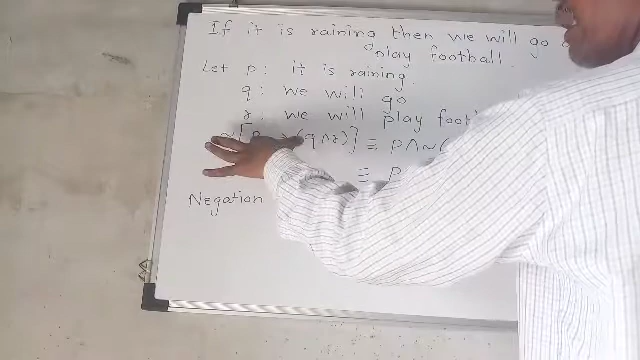 If it is raining then we will go
play football.
Let p: it is raining.
q: we will go
r: we will play foot
~[p (q∧r)] ≡ p∧~(
≡ p
Negation